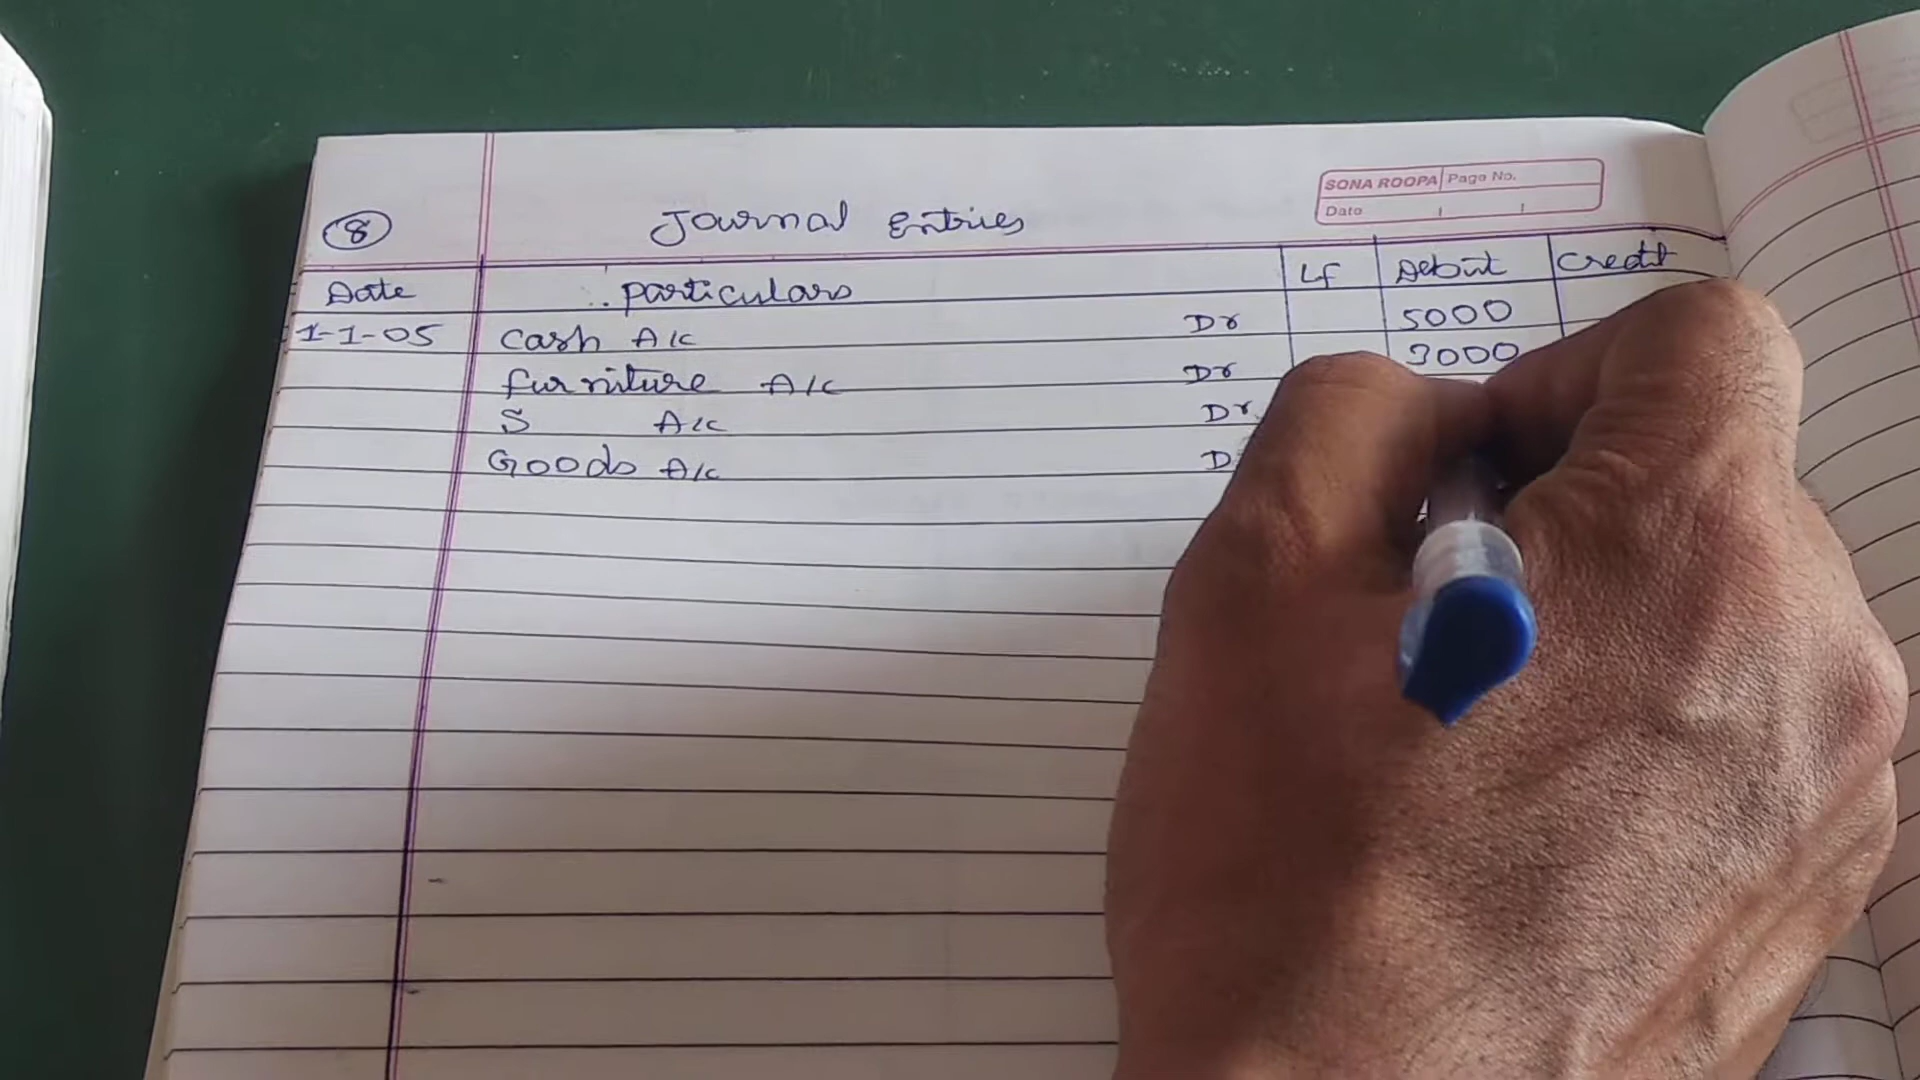 SONA ROOPA Page No.
Date
8 Journal Entries
Date particulars LF Debit Credit
1-1-05 Cash A/c Dr 5000
furniture A/c Dr 3000
S A/c Dr
Goods A/c